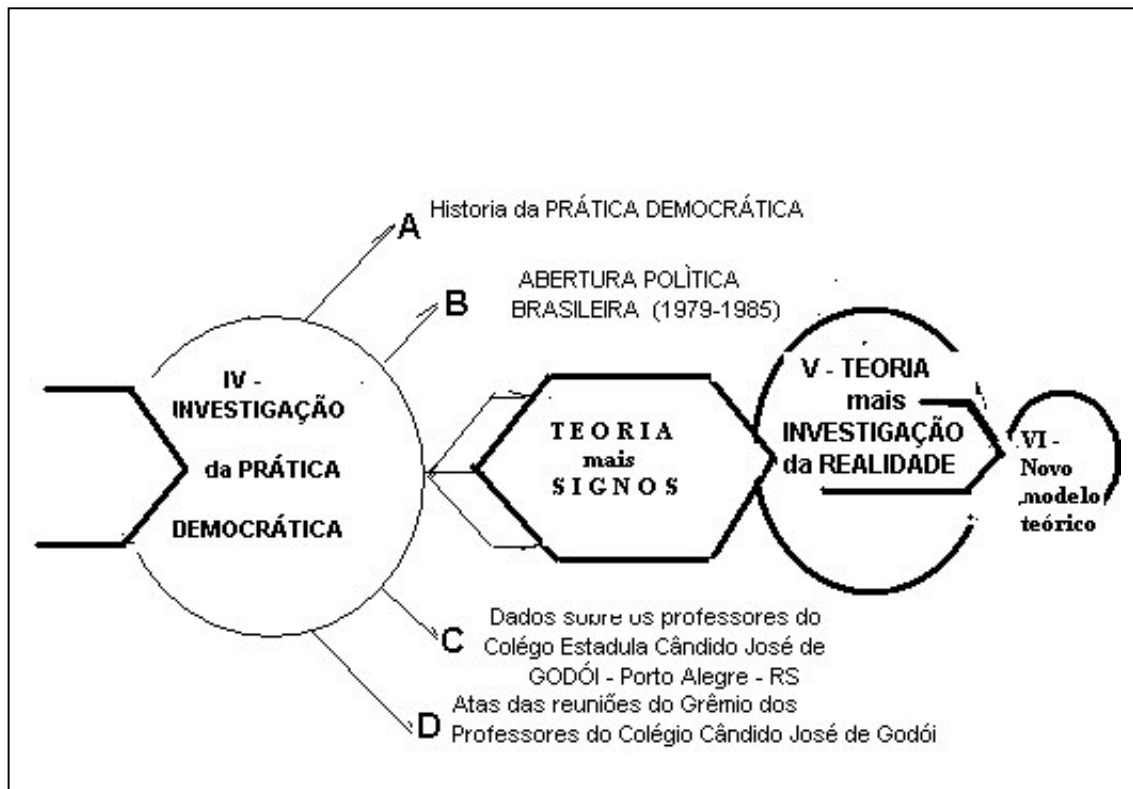 A Historia da PRÁTICA DEMOCRÁTICA
B ABERTURA POLÌTICA
BRASILEIRA (1979-1985)
IV -
INVESTIGAÇÃO
da PRÁTICA
DEMOCRÁTICA
TEORIA
mais
SIGNOS
V - TEORIA
mais
INVESTIGAÇÃO
da REALIDADE
VI -
Novo
modelo
teórico
C Dados sobre os professores do
Colégo Estadula Cândido José de
GODÓI - Porto Alegre - RS
D Atas das reuniões do Grêmio dos
Professores do Colégio Cândido José de Godói